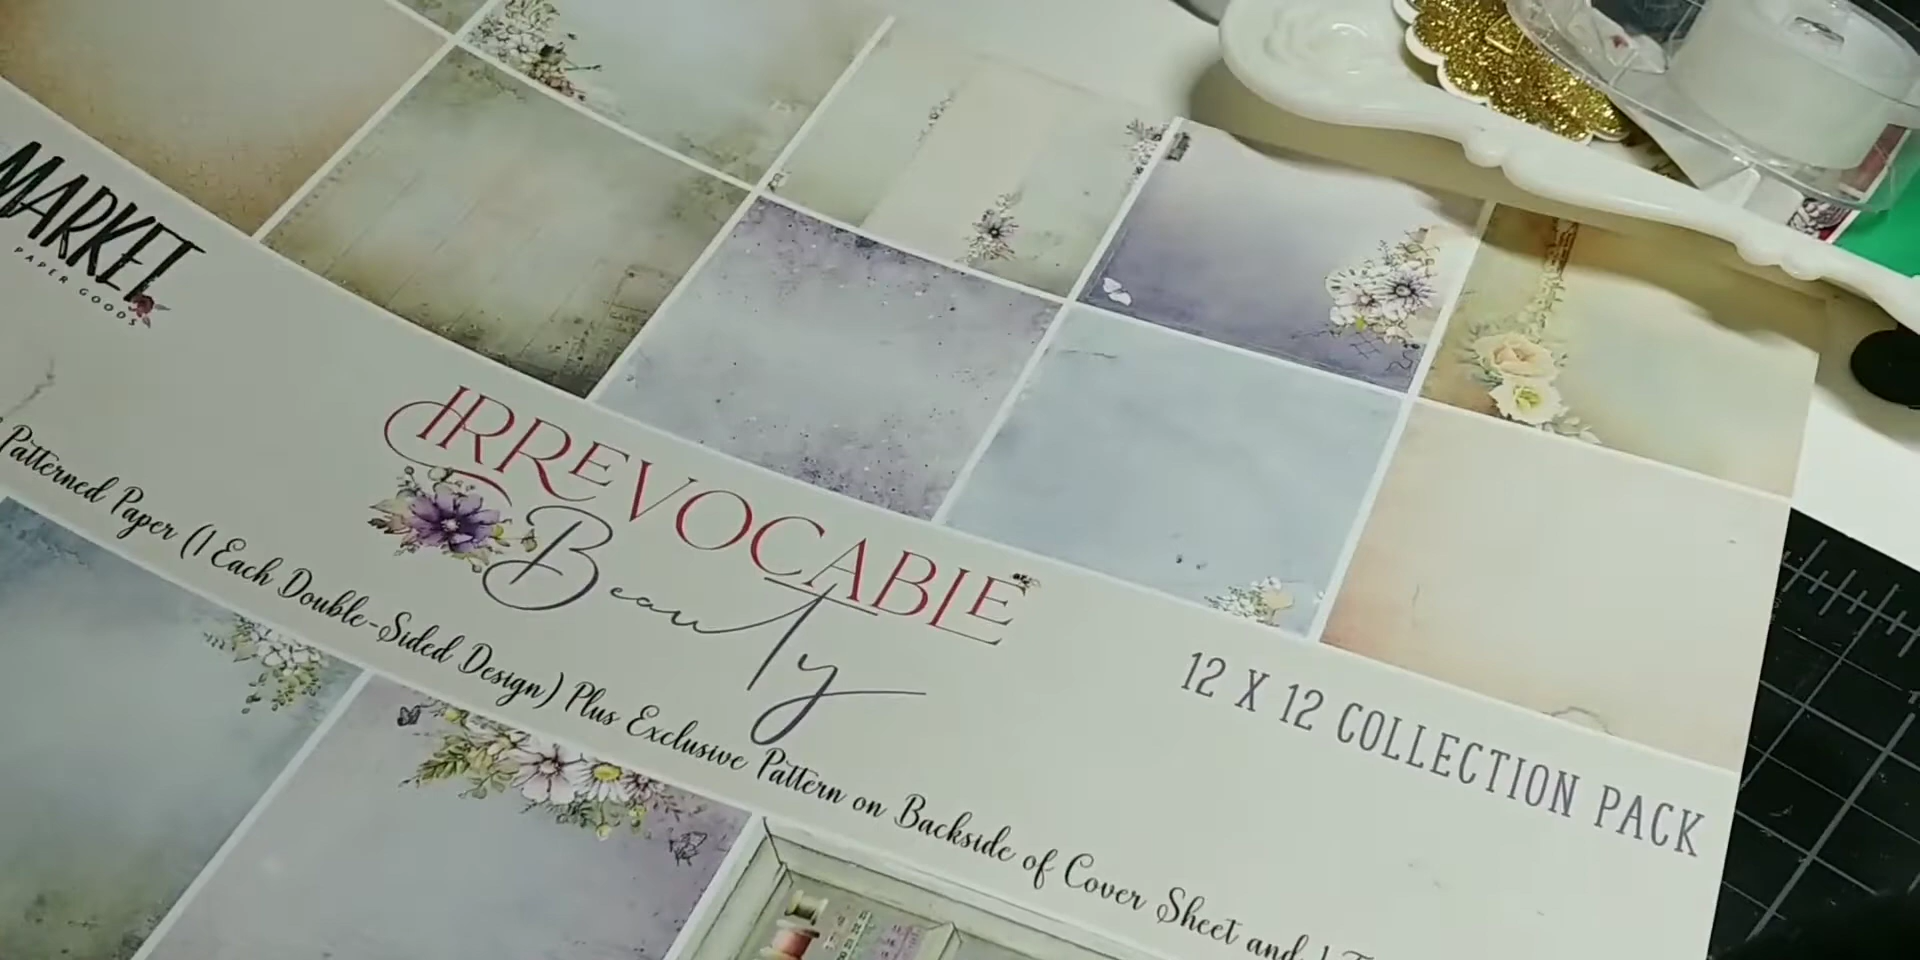 MARKET
PAPER GOODS
IRREVOCABLE
Beauty
12 X 12 COLLECTION PACK
Patterned Paper (1 Each Double-Sided Design) Plus Exclusive Pattern on Backside of Cover Sheet and 1